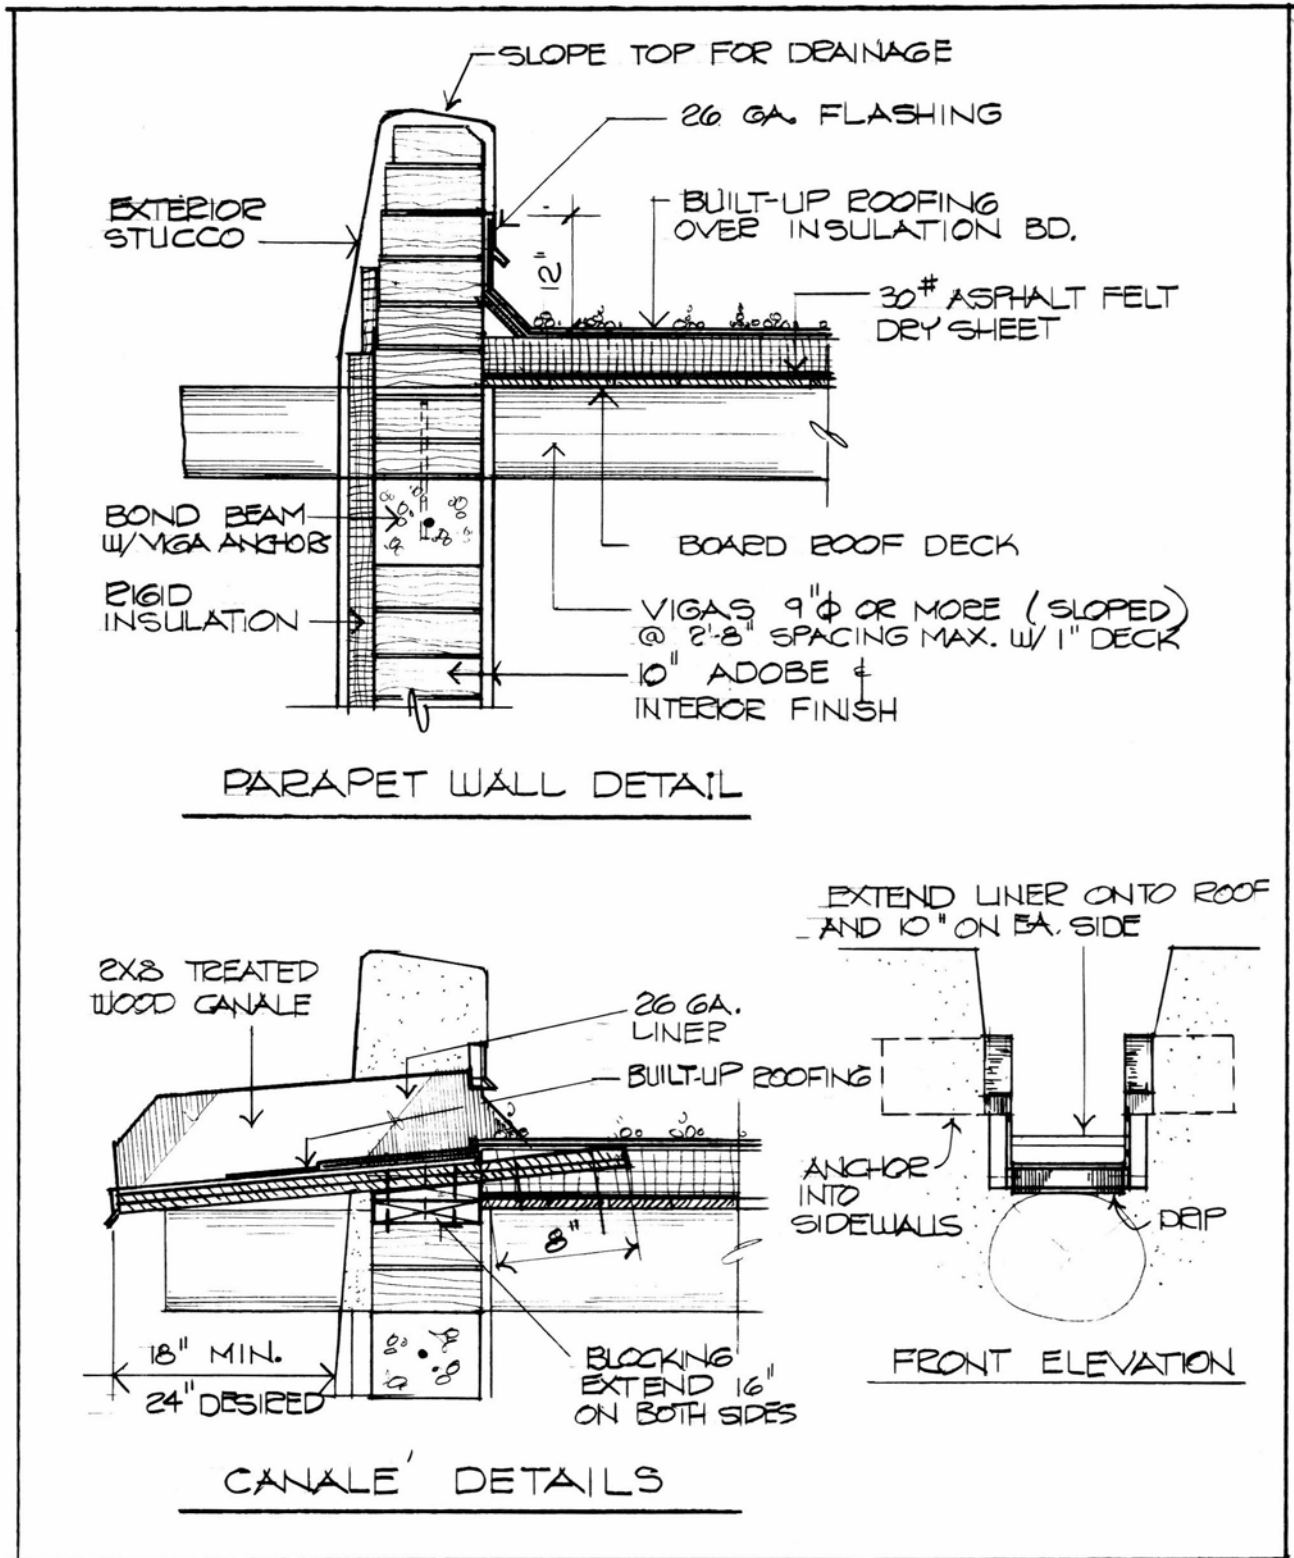 SLOPE TOP FOR DRAINAGE
26 GA. FLASHING
EXTERIOR
STUCCO
BUILT-UP ROOFING
OVER INSULATION BD.
12"
30# ASPHALT FELT
DRY SHEET
BOND BEAM
W/ VIGA ANCHORS
BOARD ROOF DECK
RIGID
INSULATION
VIGAS 9"ф OR MORE (SLOPED)
@ 2'-8" SPACING MAX. W/ 1" DECK
10" ADOBE &
INTERIOR FINISH
PARAPET WALL DETAIL
EXTEND LINER ONTO ROOF
AND 10" ON EA. SIDE
2X8 TREATED
WOOD CANALE
26 GA.
LINER
BUILT-UP ROOFING
ANCHOR
INTO
SIDEWALLS
DRIP
8"
18" MIN.
24" DESIRED
BLOCKING
EXTEND 16"
ON BOTH SIDES
FRONT ELEVATION
CANALE' DETAILS